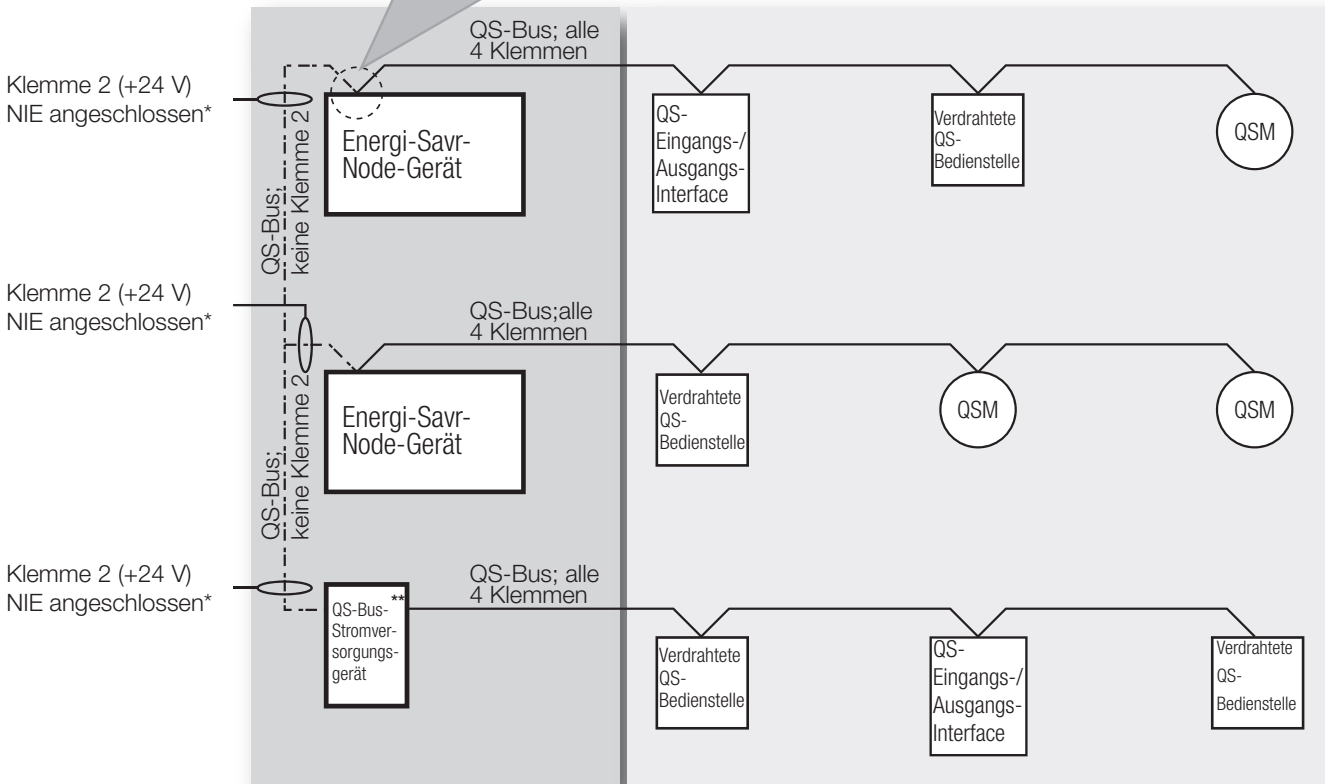 QS-Bus; alle
4 Klemmen
Klemme 2 (+24 V)
NIE angeschlossen*
QS-Bus;
keine Klemme 2
Energi-Savr-
Node-Gerät
QS-
Eingangs-/
Ausgangs-
Interface
Verdrahtete
QS-
Bedienstelle
QSM
Klemme 2 (+24 V)
NIE angeschlossen*
QS-Bus;alle
4 Klemmen
QS-Bus;
keine Klemme 2
Energi-Savr-
Node-Gerät
Verdrahtete
QS-
Bedienstelle
QSM
QSM
Klemme 2 (+24 V)
NIE angeschlossen*
QS-Bus; alle
4 Klemmen
**
QS-Bus-
Stromver-
sorgungs-
gerät
Verdrahtete
QS-
Bedienstelle
QS-
Eingangs-/
Ausgangs-
Interface
Verdrahtete
QS-
Bedienstelle